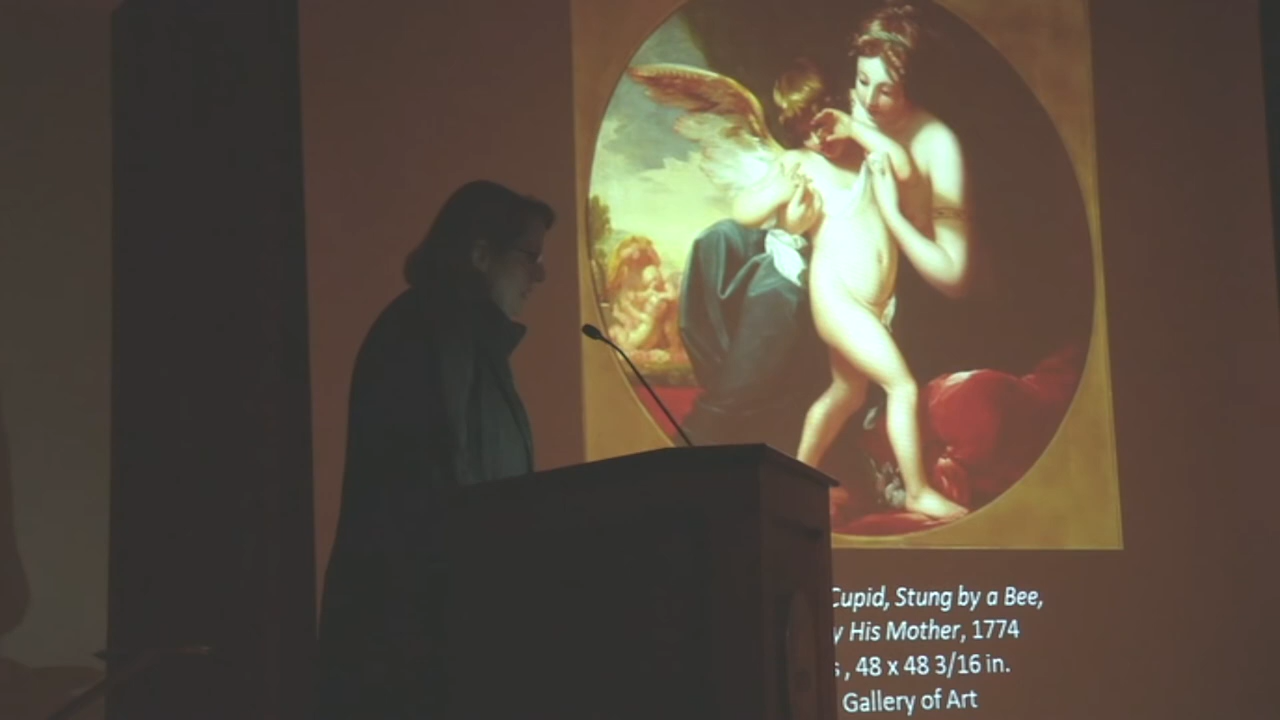 Cupid, Stung by a Bee,
His Mother, 1774
, 48 x 48 3/16 in.
Gallery of Art